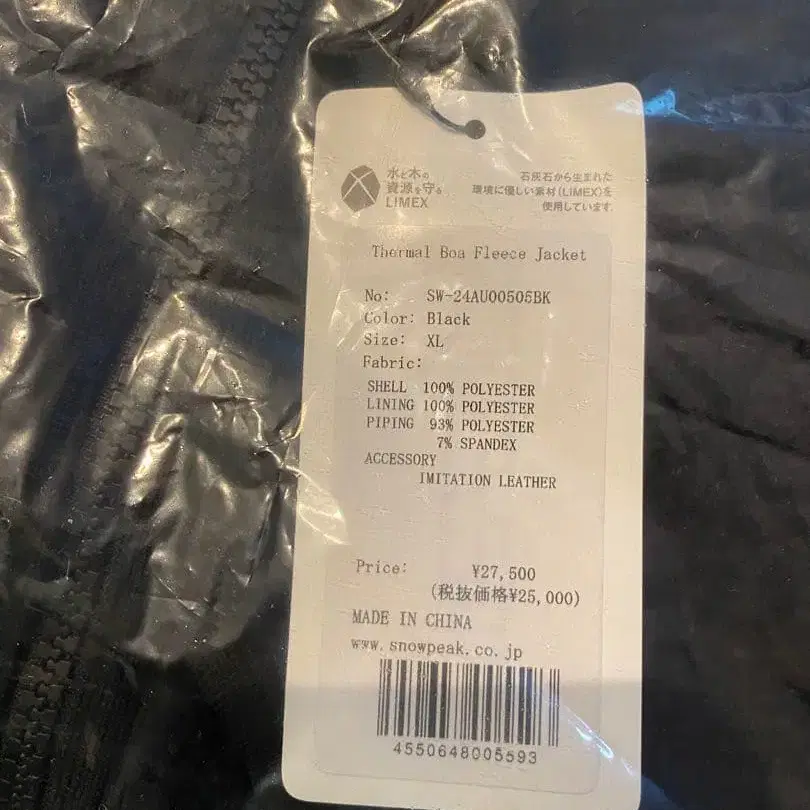 水と木の
資源を守る
LIMEX
石灰石から生まれた
環境に優しい素材(LIMEX)を
使用しています.
Thermal Boa Fleece Jacket
No: SW-24AU00505BK
Color: Black
Size: XL
Fabric:
SHELL 100% POLYESTER
LINING 100% POLYESTER
PIPING 93% POLYESTER
7% SPANDEX
ACCESSORY
IMITATION LEATHER
Price: ¥27,500
(税抜価格¥25,000)
MADE IN CHINA
www.snowpeak.co.jp
4550648005593